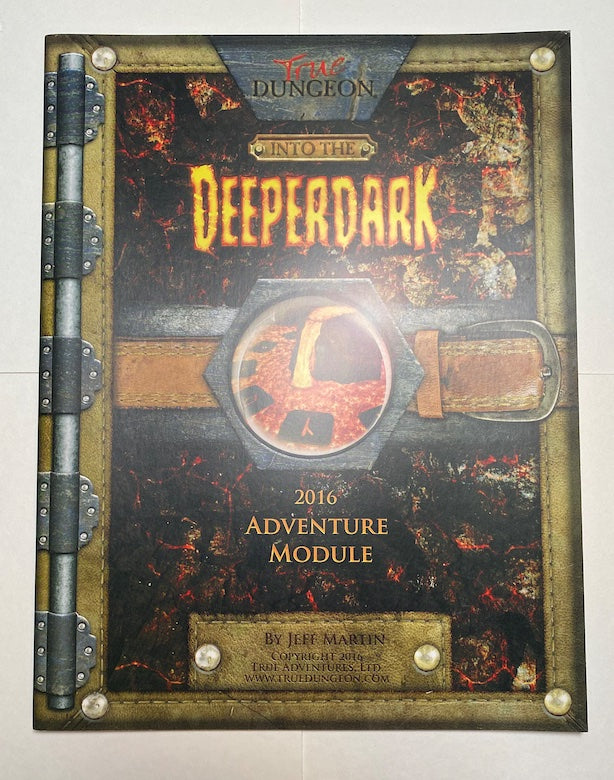 True
DUNGEON
INTO THE
DEEPERDARK
2016
ADVENTURE
MODULE
BY JEFF MARTIN
COPYRIGHT 2016
TRUE ADVENTURES, LTD.
WWW.TRUEDUNGEON.COM